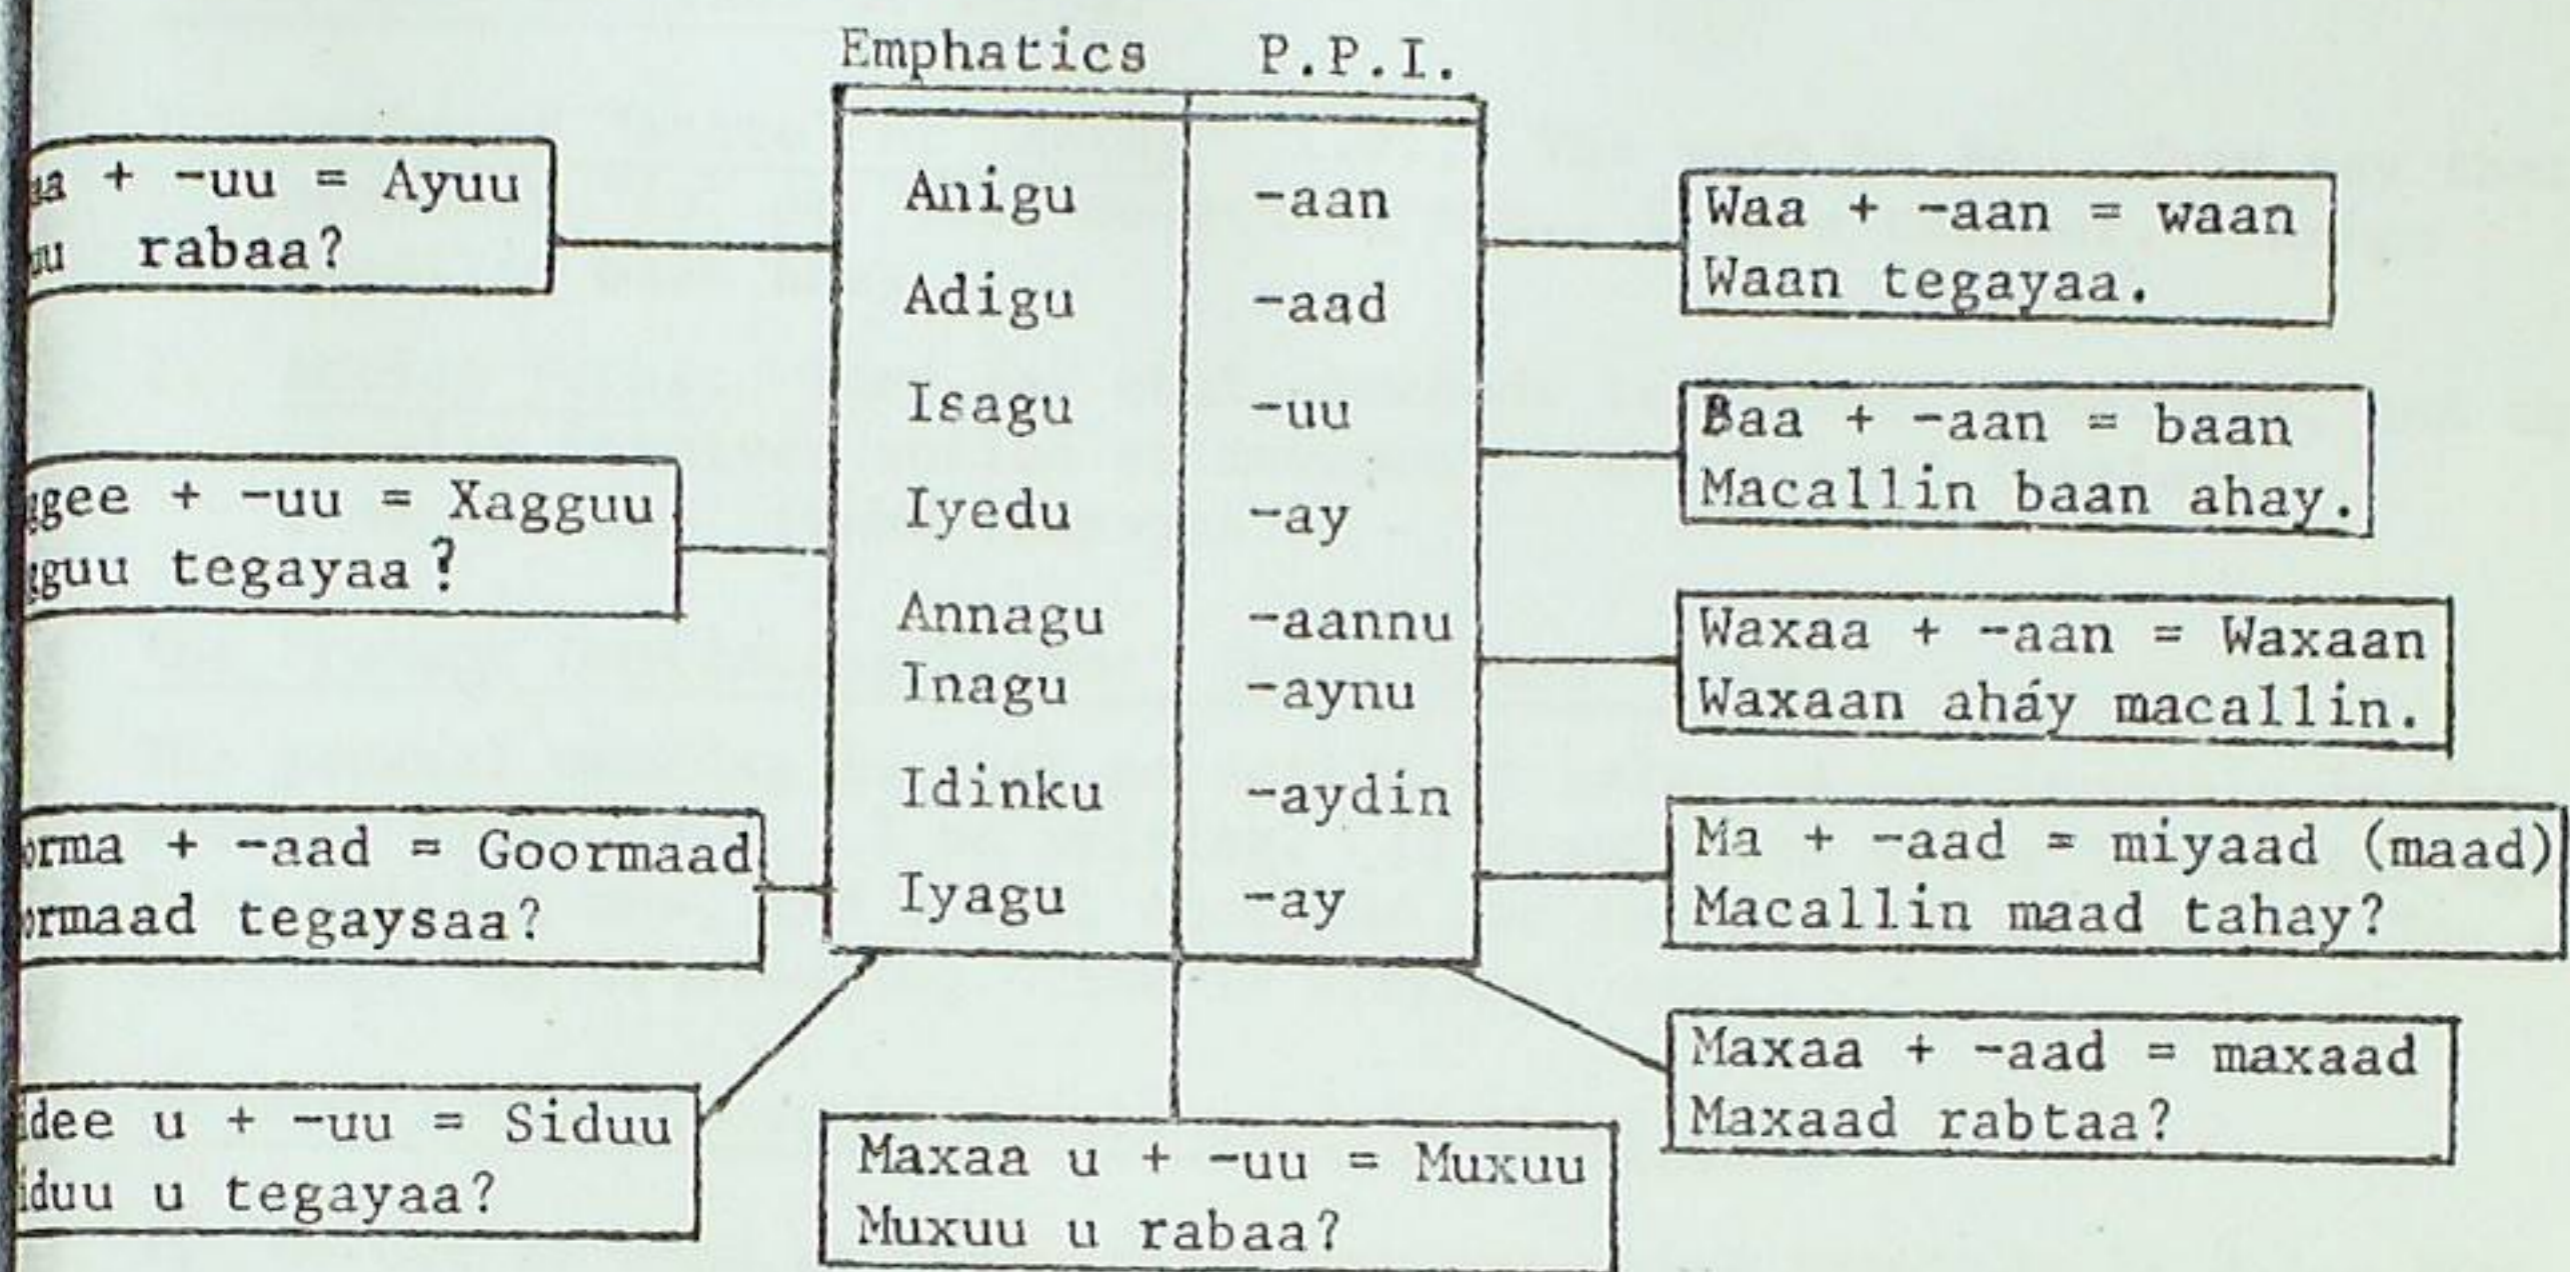 Emphatics P.P.I.
+ -uu = Ayuu
rabaa?
+ -uu = Xagguu
tegayaa?
+ -aad = Goormaad
tegaysaa?
u + -uu = Siduu
u tegayaa?
Anigu -aan
Adigu -aad
Isagu -uu
Iyedu -ay
Annagu -aannu
Inagu -aynu
Idinku -aydin
Iyagu -ay
Maxaa u + -uu = Muxuu
Muxuu u rabaa?
Waa + -aan = waan
Waan tegayaa.
Baa + -aan = baan
Macallin baan ahay.
Waxaa + -aan = Waxaan
Waxaan aháy macallin.
Ma + -aad = miyaad (maad)
Macallin maad tahay?
Maxaa + -aad = maxaad
Maxaad rabtaa?